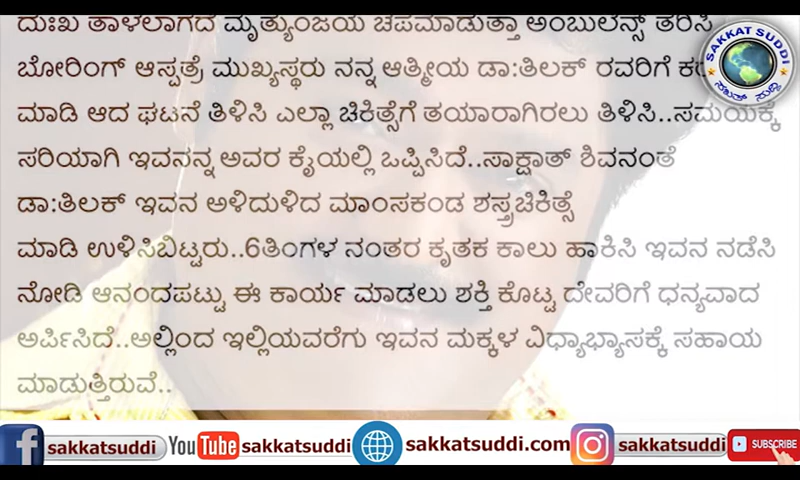 ದುಃಖ ತಾಳಲಾಗದೆ ಮೃತ್ಯುಂಜಯ ಚಪಮಾಡುತ್ತಾ ಅಂಬುಲೆನ್ಸ್ ತರಿಸಿ
ಬೋರಿಂಗ್ ಆಸ್ಪತ್ರೆ ಮುಖ್ಯಸ್ಥರು ನನ್ನ ಆತ್ಮೀಯ ಡಾ:ತಿಲಕ್ ರವರಿಗೆ
ಮಾಡಿ ಆದ ಘಟನೆ ತಿಳಿಸಿ ಎಲ್ಲಾ ಚಿಕಿತ್ಸೆಗೆ ತಯಾರಾಗಿರಲು ತಿಳಿಸಿ..ಸಮಯಕ್ಕೆ
ಸರಿಯಾಗಿ ಇವನನ್ನ ಅವರ ಕೈಯಲ್ಲಿ ಒಪ್ಪಿಸಿದೆ..ಸಾಕ್ಷಾತ್ ಶಿವನಂತೆ
ಡಾ:ತಿಲಕ್ ಇವನ ಅಳಿದುಳಿದ ಮಾಂಸಕಂಡ ಶಸ್ತ್ರಚಿಕಿತ್ಸೆ
ಮಾಡಿ ಉಳಿಸಿಬಿಟ್ಟರು..6ತಿಂಗಳ ನಂತರ ಕೃತಕ ಕಾಲು ಹಾಕಿಸಿ ಇವನ ನಡೆಸಿ
ನೋಡಿ ಆನಂದಪಟ್ಟು ಈ ಕಾರ್ಯ ಮಾಡಲು ಶಕ್ತಿ ಕೊಟ್ಟ ದೇವರಿಗೆ ಧನ್ಯವಾದ
ಅರ್ಪಿಸಿದೆ..ಅಲ್ಲಿಂದ ಇಲ್ಲಿಯವರೆಗು ಇವನ ಮಕ್ಕಳ ವಿಧ್ಯಾಭ್ಯಾಸಕ್ಕೆ ಸಹಾಯ
ಮಾಡುತ್ತಿರುವೆ..
SAKKAT SUDDI
ಸಖತ್ ಸುದ್ದಿ
f sakkatsuddi YouTube sakkatsuddi sakkatsuddi.com sakkatsuddi SUBSCRIBE